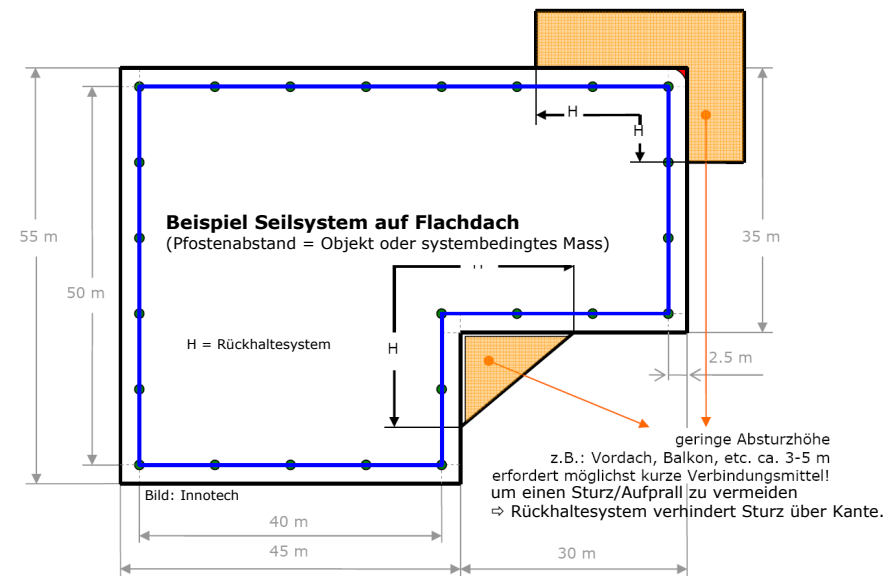 H
H
Beispiel Seilsystem auf Flachdach
(Pfostenabstand = Objekt oder systembedingtes Mass)
55 m
35 m
50 m
H
H = Rückhaltesystem
H
2.5 m
geringe Absturzhöhe
z.B.: Vordach, Balkon, etc. ca. 3-5 m
erfordert möglichst kurze Verbindungsmittel!
um einen Sturz/Aufprall zu vermeiden
⇨ Rückhaltesystem verhindert Sturz über Kante.
Bild: Innotech
40 m
45 m
30 m